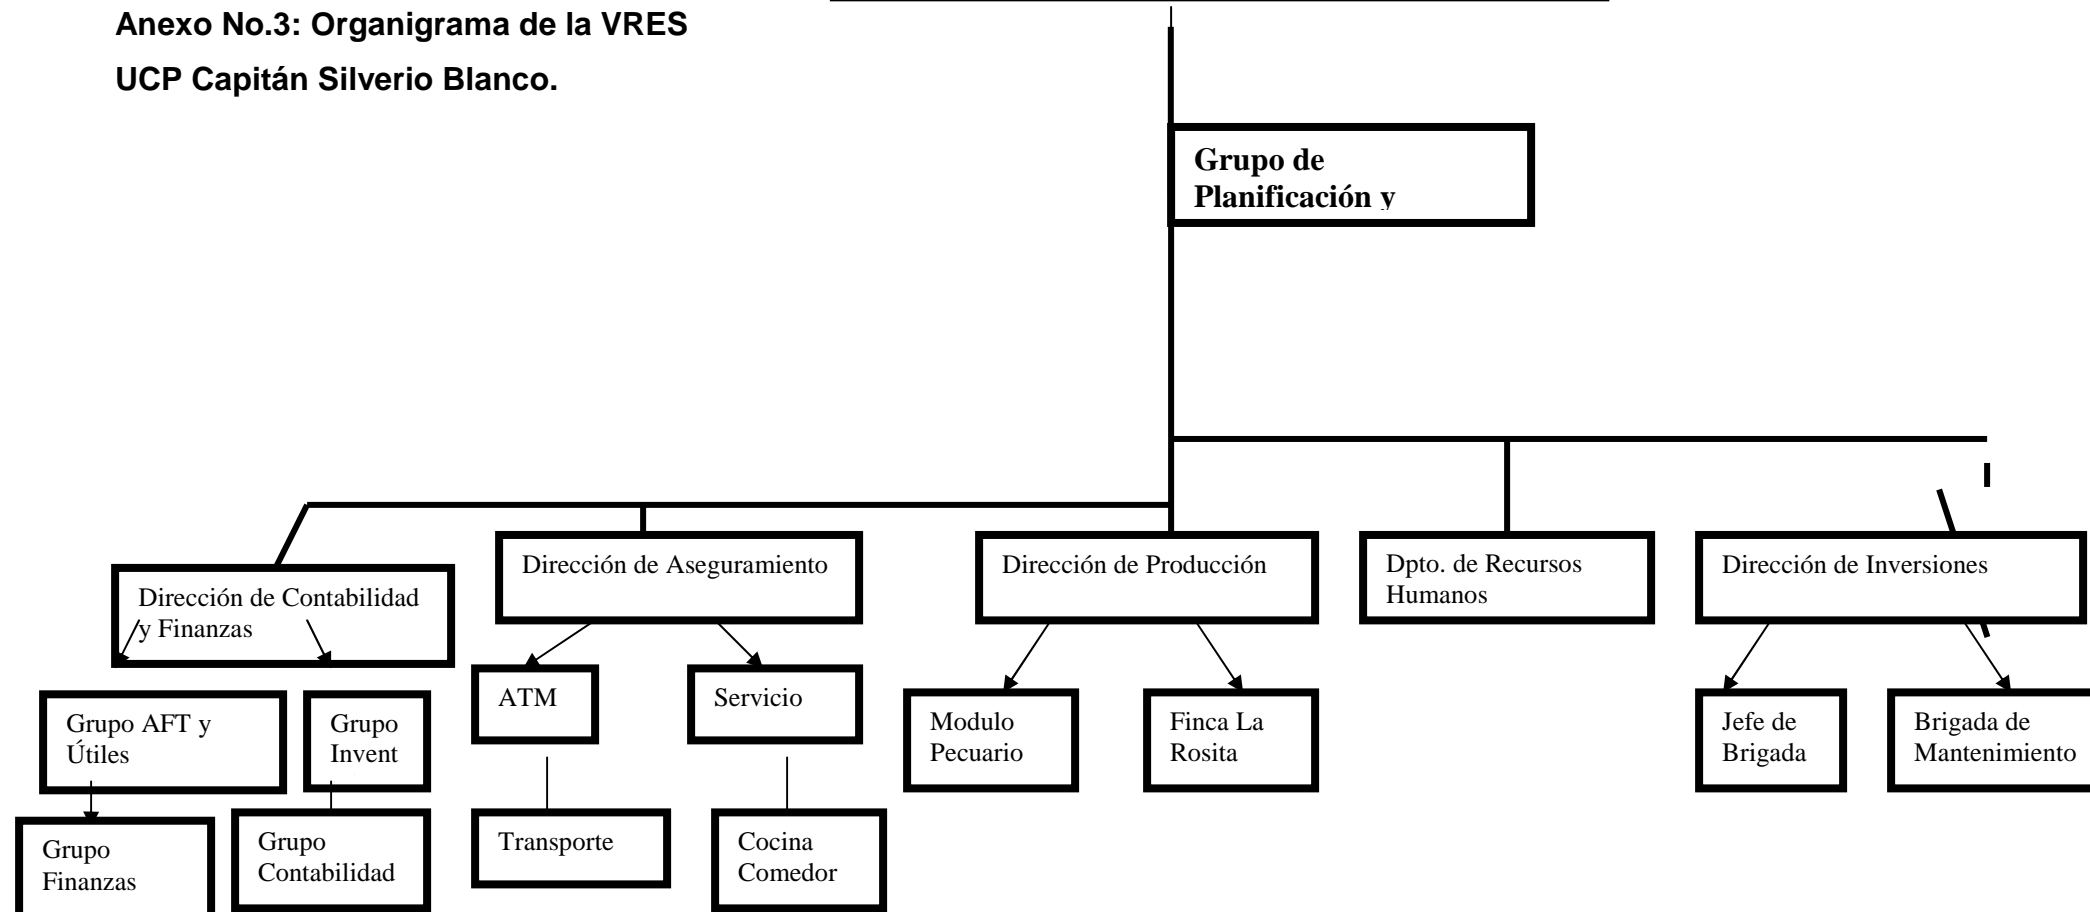 Anexo No.3: Organigrama de la VRES
UCP Capitán Silverio Blanco.
Grupo de
Planificación y
Dirección de Contabilidad
y Finanzas
Dirección de Aseguramiento
Dirección de Producción
Dpto. de Recursos
Humanos
Dirección de Inversiones
Grupo AFT y
Útiles
Grupo
Invent
ATM
Servicio
Modulo
Pecuario
Finca La
Rosita
Jefe de
Brigada
Brigada de
Mantenimiento
Grupo
Finanzas
Grupo
Contabilidad
Transporte
Cocina
Comedor